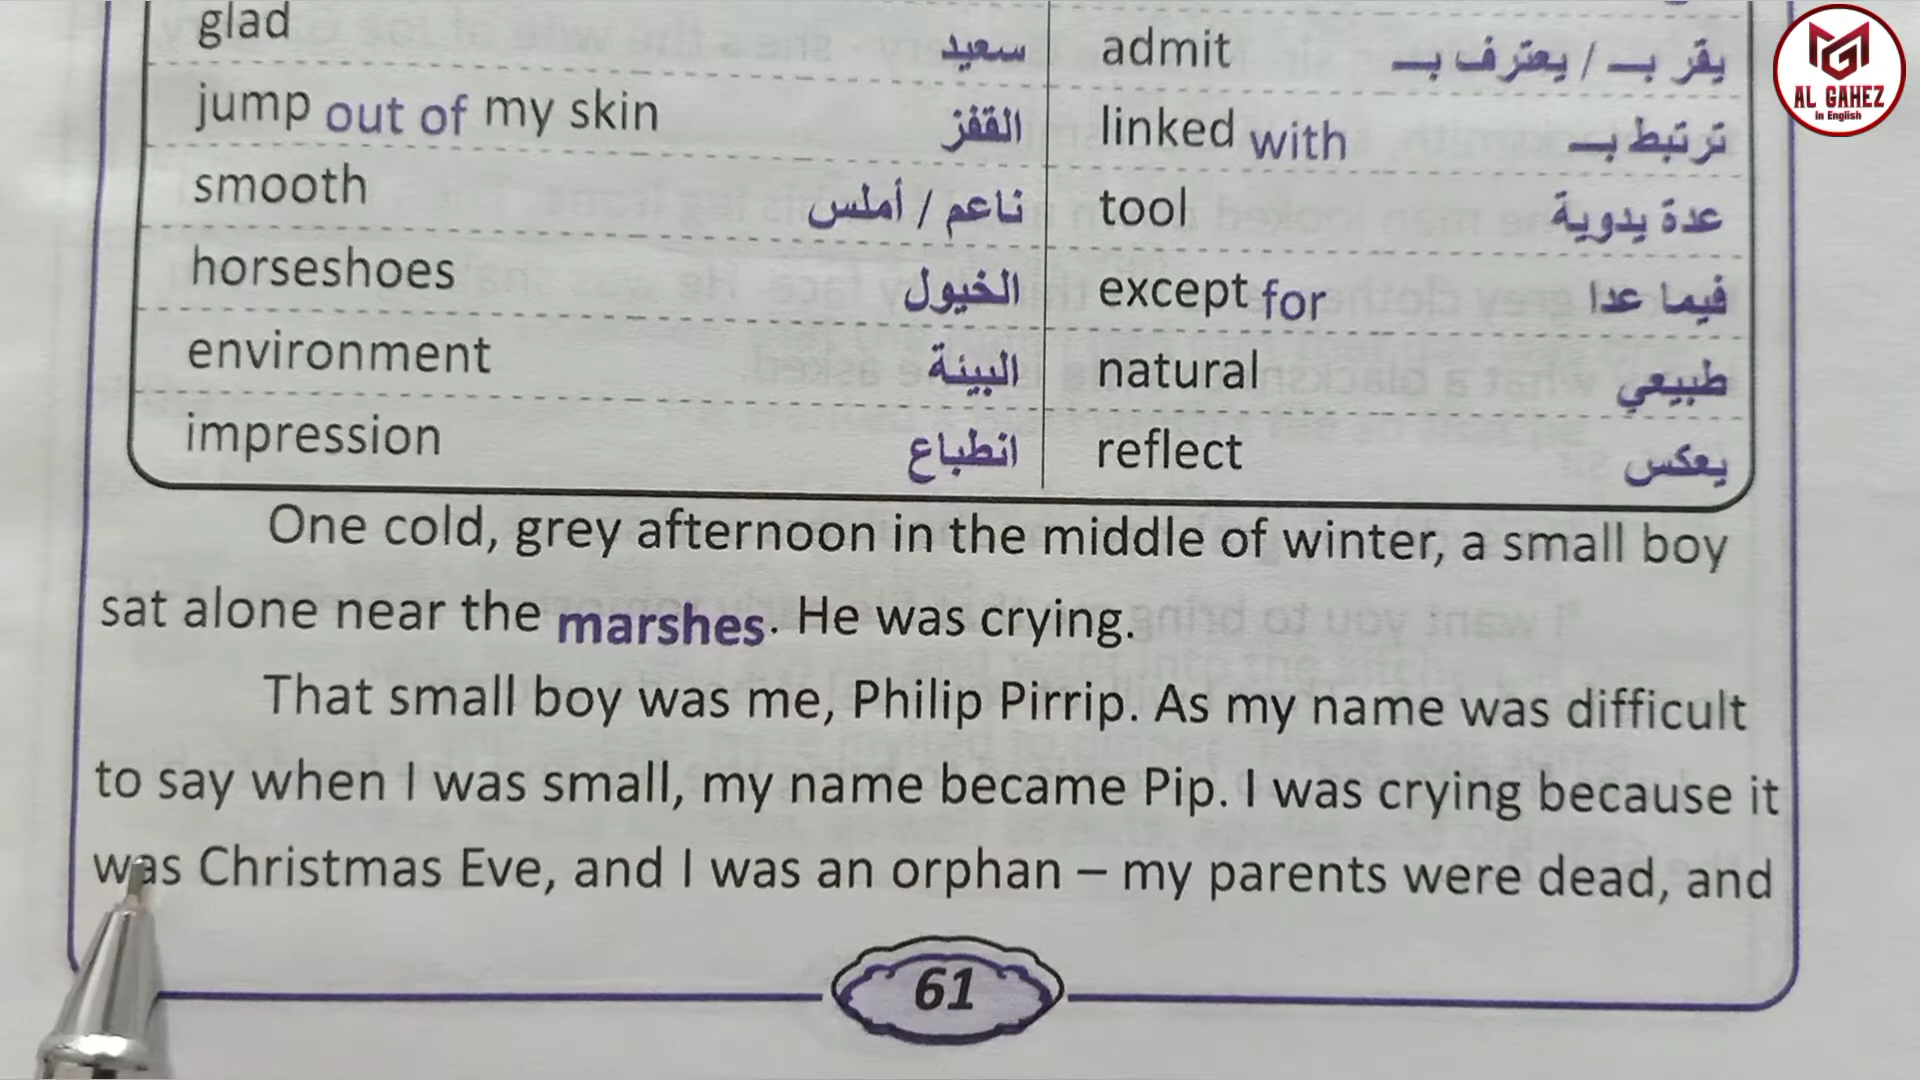 glad سعيد admit يقر بـ / يعترف بـ
jump out of my skin القفز linked with ترتبط بـ
smooth ناعم / أملس tool عدة يدوية
horseshoes الخيول except for فيما عدا
environment البيئة natural طبيعي
impression انطباع reflect يعكس
One cold, grey afternoon in the middle of winter, a small boy
sat alone near the marshes. He was crying.
That small boy was me, Philip Pirrip. As my name was difficult
to say when I was small, my name became Pip. I was crying because it
was Christmas Eve, and I was an orphan – my parents were dead, and
61
AL GAHEZ
in English